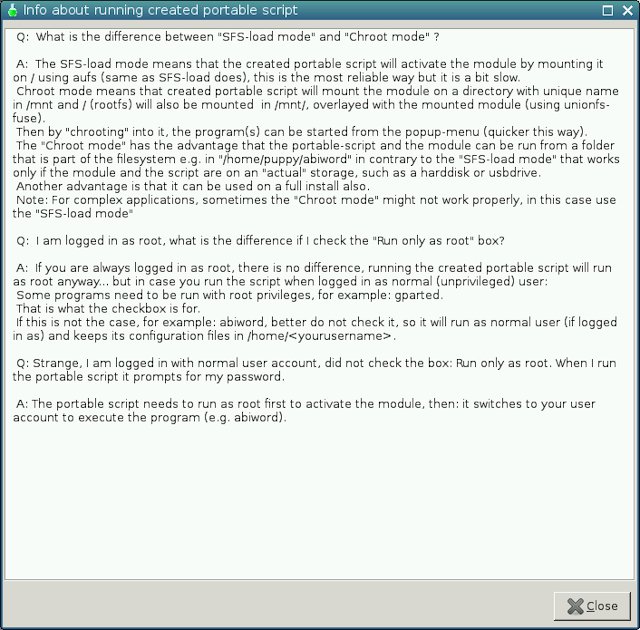 Info about running created portable script
Q:  What is the difference between "SFS-load mode" and "Chroot mode" ?
A:  The SFS-load mode means that the created portable script will activate the module by mounting it
on / using aufs (same as SFS-load does), this is the most reliable way but it is a bit slow.
Chroot mode means that created portable script will mount the module on a directory with unique name
in /mnt and / (rootfs) will also be mounted  in /mnt/, overlayed with the mounted module (using unionfs-
fuse).
Then by "chrooting" into it, the program(s) can be started from the popup-menu (quicker this way).
The "Chroot mode" has the advantage that the portable-script and the module can be run from a folder
that is part of the filesystem e.g. in "/home/puppy/abiword" in contrary to the "SFS-load mode" that works
only if the module and the script are on an "actual" storage, such as a harddisk or usbdrive.
Another advantage is that it can be used on a full install also.
Note: For complex applications, sometimes the "Chroot mode" might not work properly, in this case use
the "SFS-load mode"
Q:  I am logged in as root, what is the difference if I check the "Run only as root" box?
A:  If you are always logged in as root, there is no difference, running the created portable script will run
as root anyway... but in case you run the script when logged in as normal (unprivileged) user:
Some programs need to be run with root privileges, for example: gparted.
That is what the checkbox is for.
If this is not the case, for example: abiword, better do not check it, so it will run as normal user (if logged
in as) and keeps its configuration files in /home/<yourusername>.
Q: Strange, I am logged in with normal user account, did not check the box: Run only as root. When I run
the portable script it prompts for my password.
A: The portable script needs to run as root first to activate the module, then: it switches to your user
account to execute the program (e.g. abiword).
Close